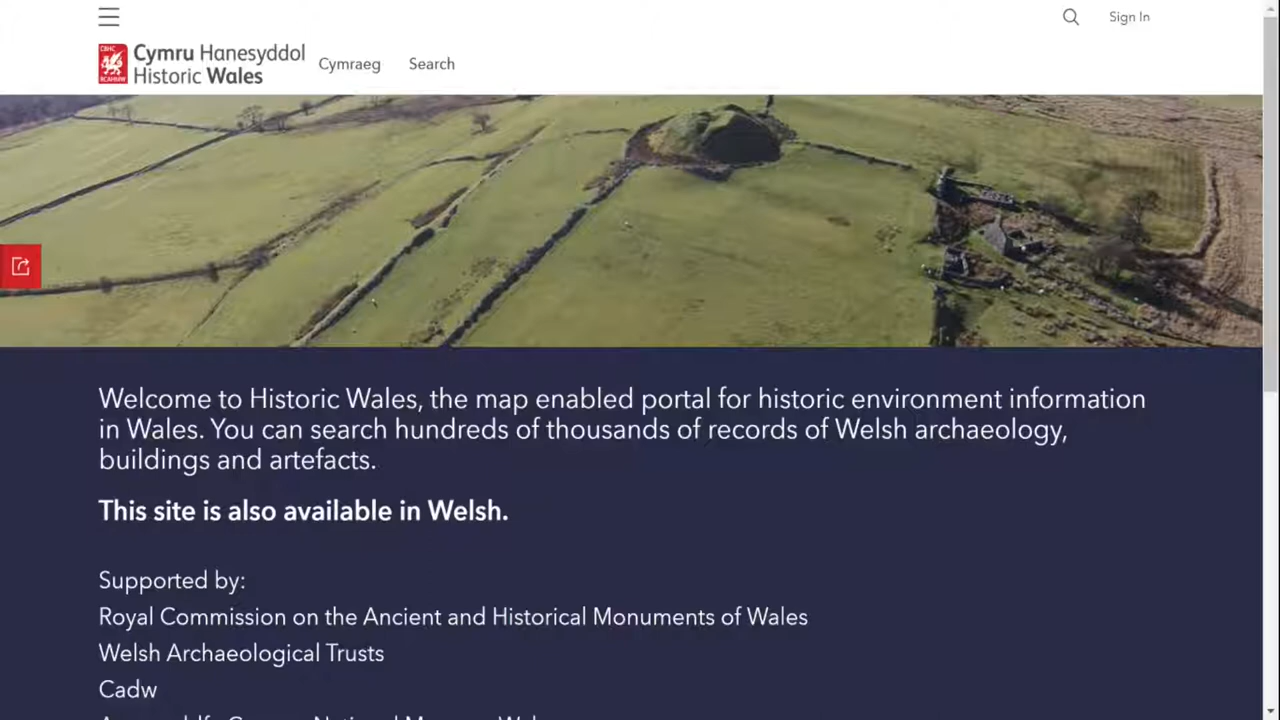 Sign In
CBHC
RCAHMW
Cymru Hanesyddol
Historic Wales
Cymraeg
Search
Welcome to Historic Wales, the map enabled portal for historic environment information
in Wales. You can search hundreds of thousands of records of Welsh archaeology,
buildings and artefacts.
This site is also available in Welsh.
Supported by:
Royal Commission on the Ancient and Historical Monuments of Wales
Welsh Archaeological Trusts
Cadw